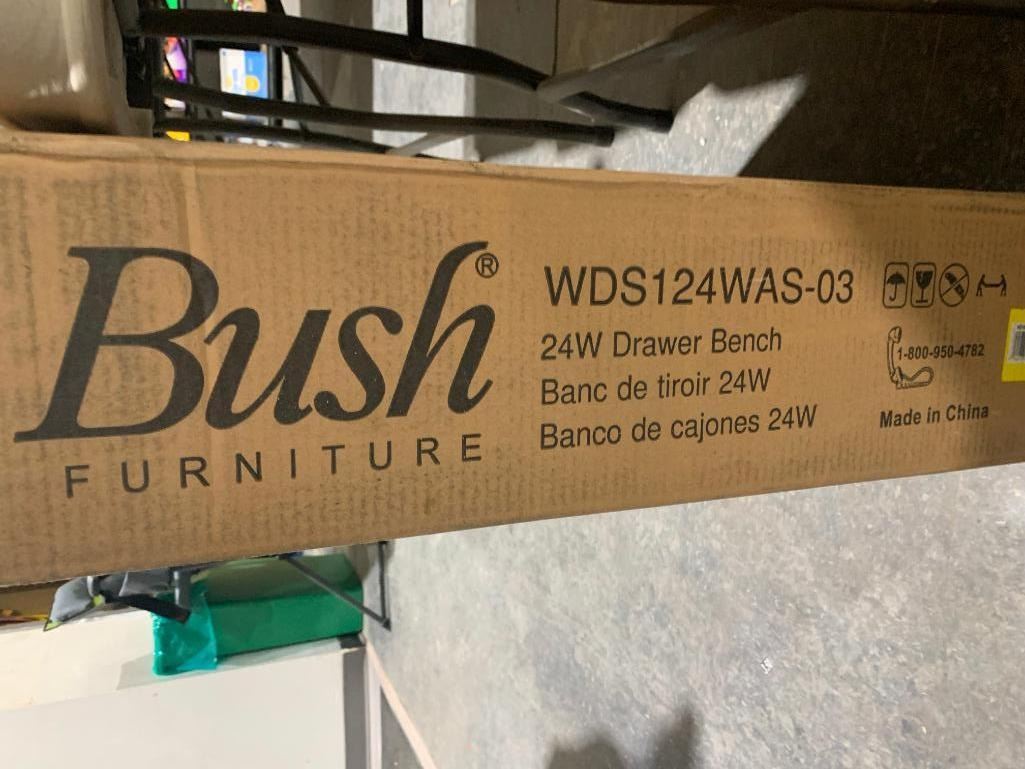 Bush®
FURNITURE
WDS124WAS-03
24W Drawer Bench
Banc de tiroir 24W
Banco de cajones 24W
1-800-950-4782
Made in China